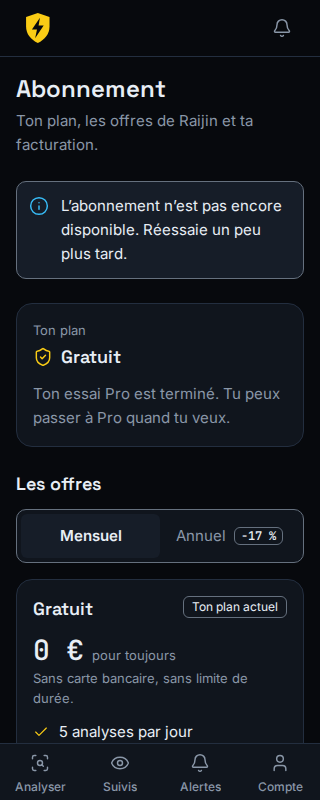 Abonnement
Ton plan, les offres de Raijin et ta
facturation.
L’abonnement n’est pas encore
disponible. Réessaie un peu
plus tard.
Ton plan
Gratuit
Ton essai Pro est terminé. Tu peux
passer à Pro quand tu veux.
Les offres
Mensuel
Annuel -17 %
Gratuit
Ton plan actuel
0 € pour toujours
Sans carte bancaire, sans limite de
durée.
5 analyses par jour
Analyser Suivis Alertes Compte